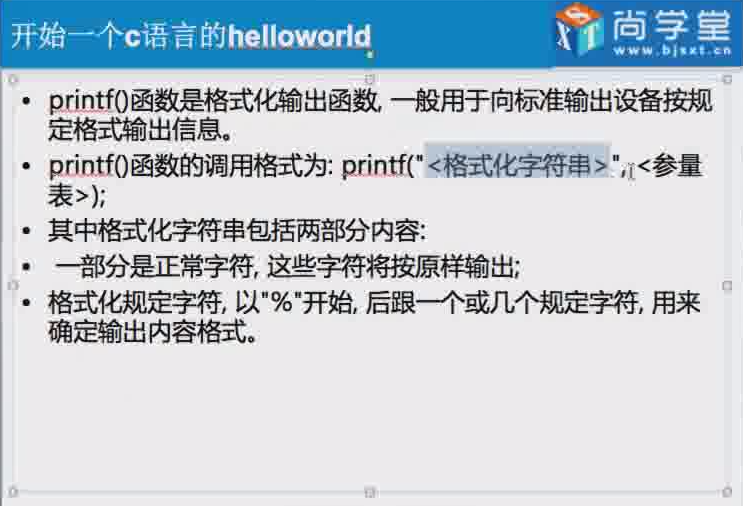 开始一个c语言的helloworld
尚学堂
www.bjsxt.cn
• printf()函数是格式化输出函数, 一般用于向标准输出设备按规
定格式输出信息。
• printf()函数的调用格式为: printf("<格式化字符串>", <参量
表>);
• 其中格式化字符串包括两部分内容:
• 一部分是正常字符, 这些字符将按原样输出;
• 格式化规定字符, 以"%"开始, 后跟一个或几个规定字符, 用来
确定输出内容格式。